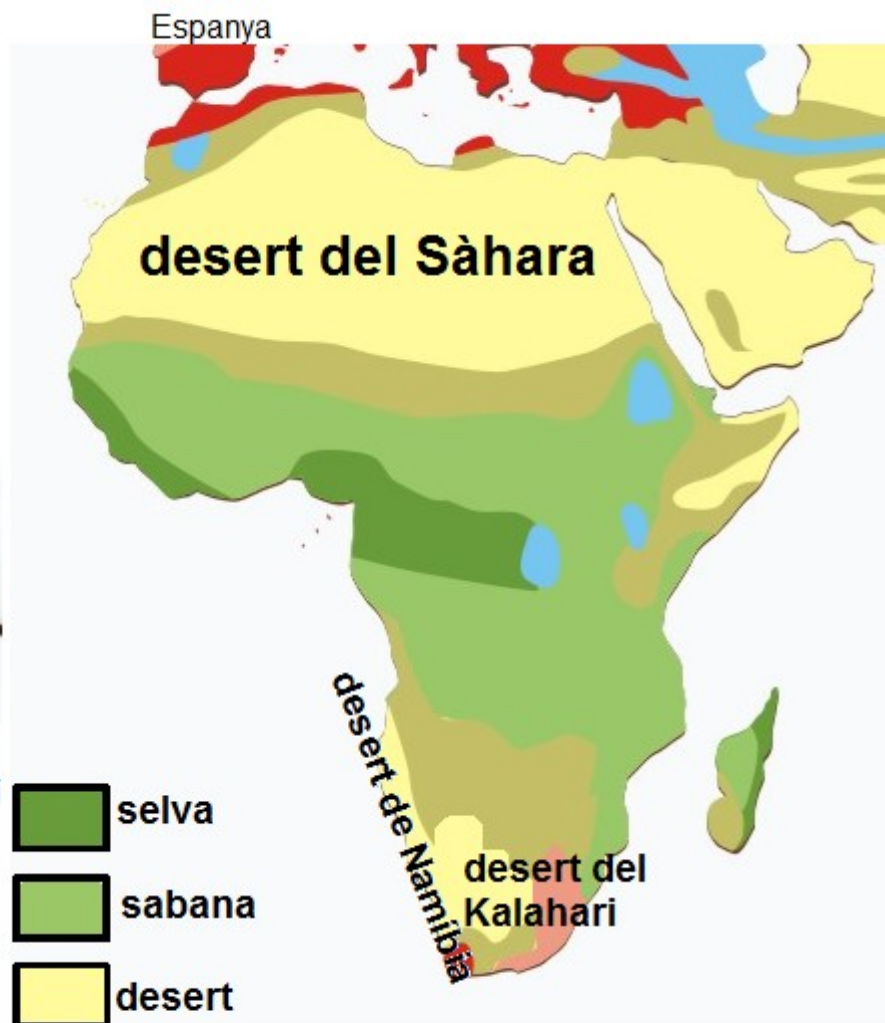 Espanya
desert del Sàhara
desert de Namíbia
desert del
Kalahari
selva
sabana
desert